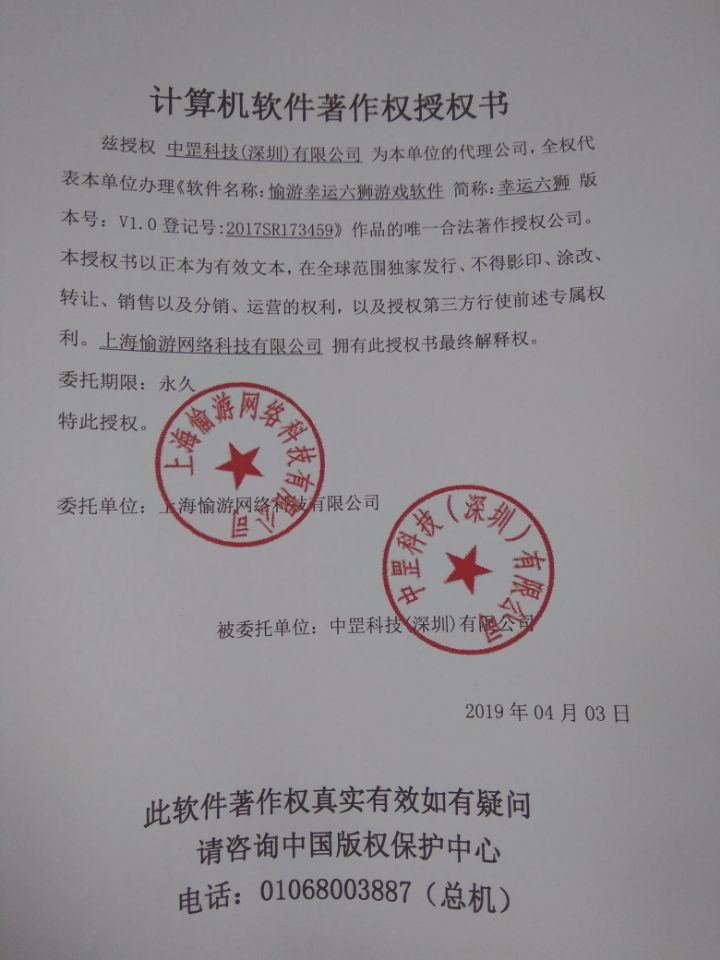 计算机软件著作权授权书
兹授权 中罡科技(深圳)有限公司 为本单位的代理公司,全权代
表本单位办理《软件名称:愉游幸运六狮游戏软件 简称:幸运六狮 版
本号: V1.0 登记号:2017SR173459》作品的唯一合法著作授权公司。
本授权书以正本为有效文本,在全球范围独家发行、不得影印、涂改、
转让、销售以及分销、运营的权利,以及授权第三方行使前述专属权
利。上海愉游网络科技有限公司 拥有此授权书最终解释权。
委托期限: 永久
特此授权。
上海愉游网络科技有限公司
委托单位: 上海愉游网络科技有限公司
中罡科技(深圳)有限公司
被委托单位: 中罡科技(深圳)有限公司
2019 年 04 月 03 日
此软件著作权真实有效如有疑问
请咨询中国版权保护中心
电话: 01068003887 (总机)